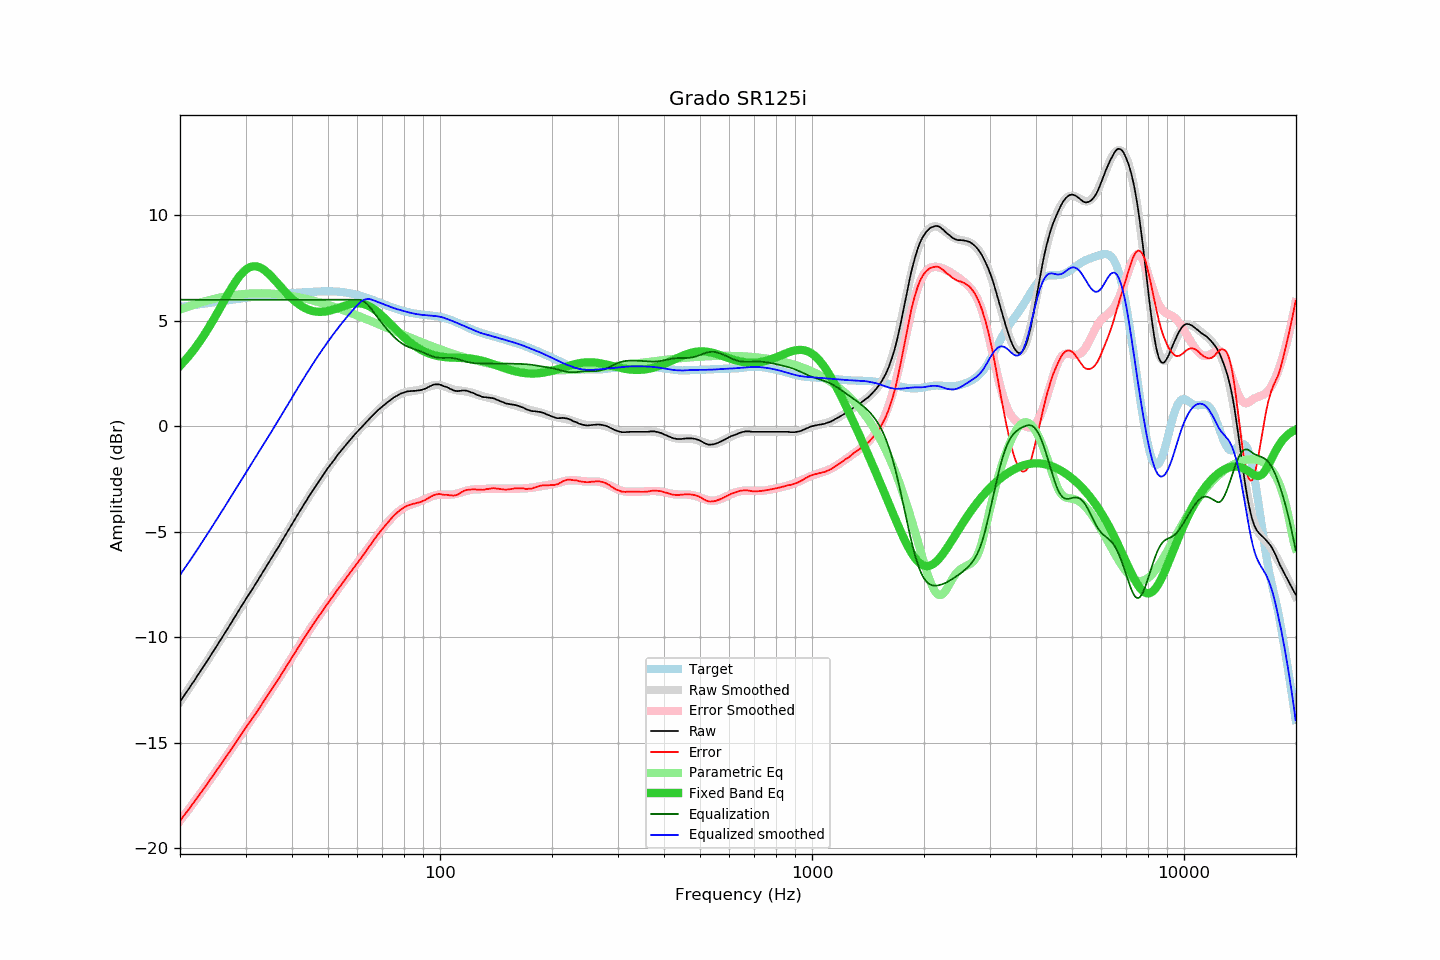 Grado SR125i
10
5
0
−5
−10
−15
−20
Amplitude (dBr)
100
1000
10000
Frequency (Hz)
Target
Raw Smoothed
Error Smoothed
Raw
Error
Parametric Eq
Fixed Band Eq
Equalization
Equalized smoothed